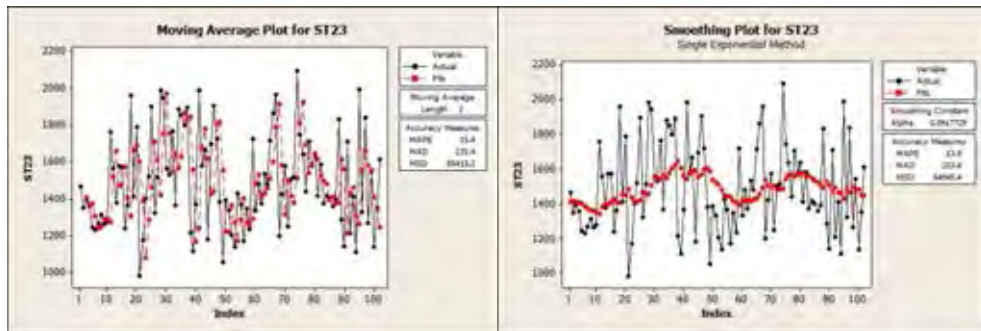 Moving Average Plot for ST23
2200
2000
1800
1600
1400
1200
1000
ST23
1 10 20 30 40 50 60 70 80 90 100
Index
Variable
Actual
Fits
Moving Average
Length
Accuracy Measures
MAPE
MAD
MSD
Smoothing Plot for ST23
Single Exponential Method
2200
2000
1800
1600
1400
1200
1000
ST23
1 10 20 30 40 50 60 70 80 90 100
Index
Variable
Actual
Fits
Smoothing Constant
Alpha
Accuracy Measures
MAPE
MAD
MSD